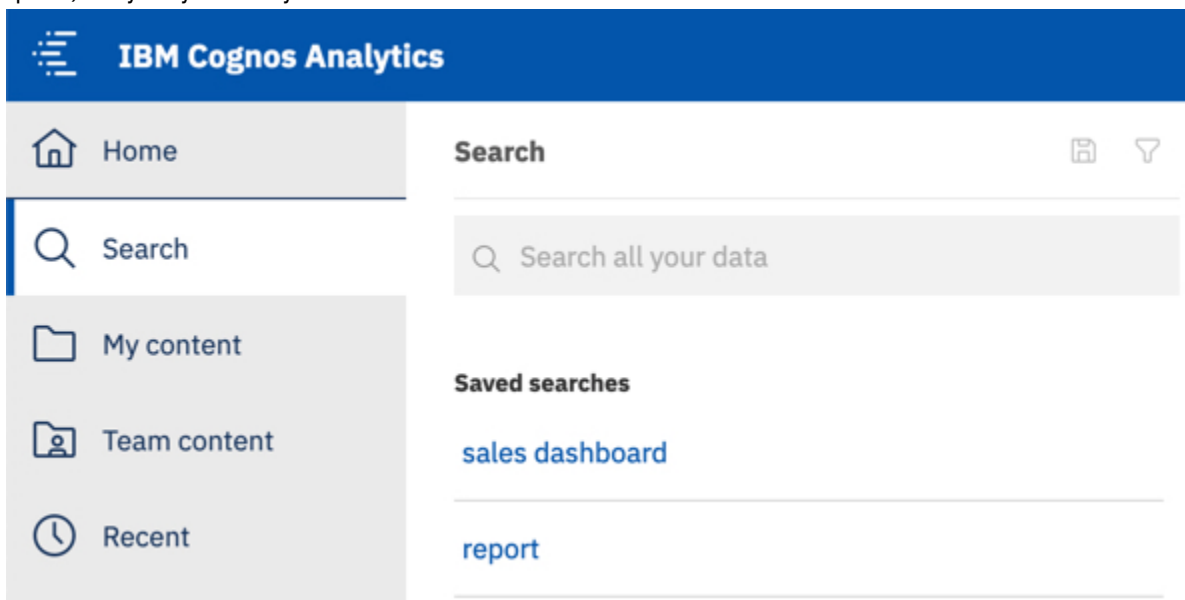 IBM Cognos Analytics
Home
Search
My content
Team content
Recent
Search
Search all your data
Saved searches
sales dashboard
report